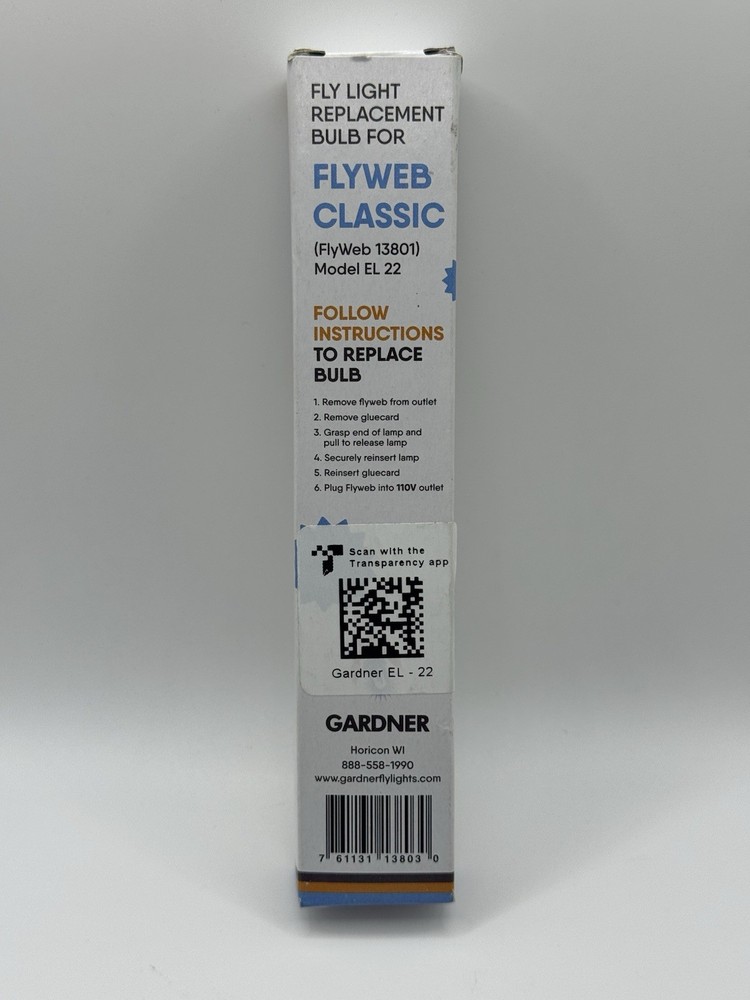 FLY LIGHT
REPLACEMENT
BULB FOR
FLYWEB
CLASSIC
(FlyWeb 13801)
Model EL 22
FOLLOW
INSTRUCTIONS
TO REPLACE
BULB
1. Remove flyweb from outlet
2. Remove gluecard
3. Grasp end of lamp and
pull to release lamp
4. Securely reinsert lamp
5. Reinsert gluecard
6. Plug Flyweb into 110V outlet
Scan with the
Transparency app
Gardner EL - 22
GARDNER
Horicon WI
888-558-1990
www.gardnerflylights.com
7 61131 13803 0